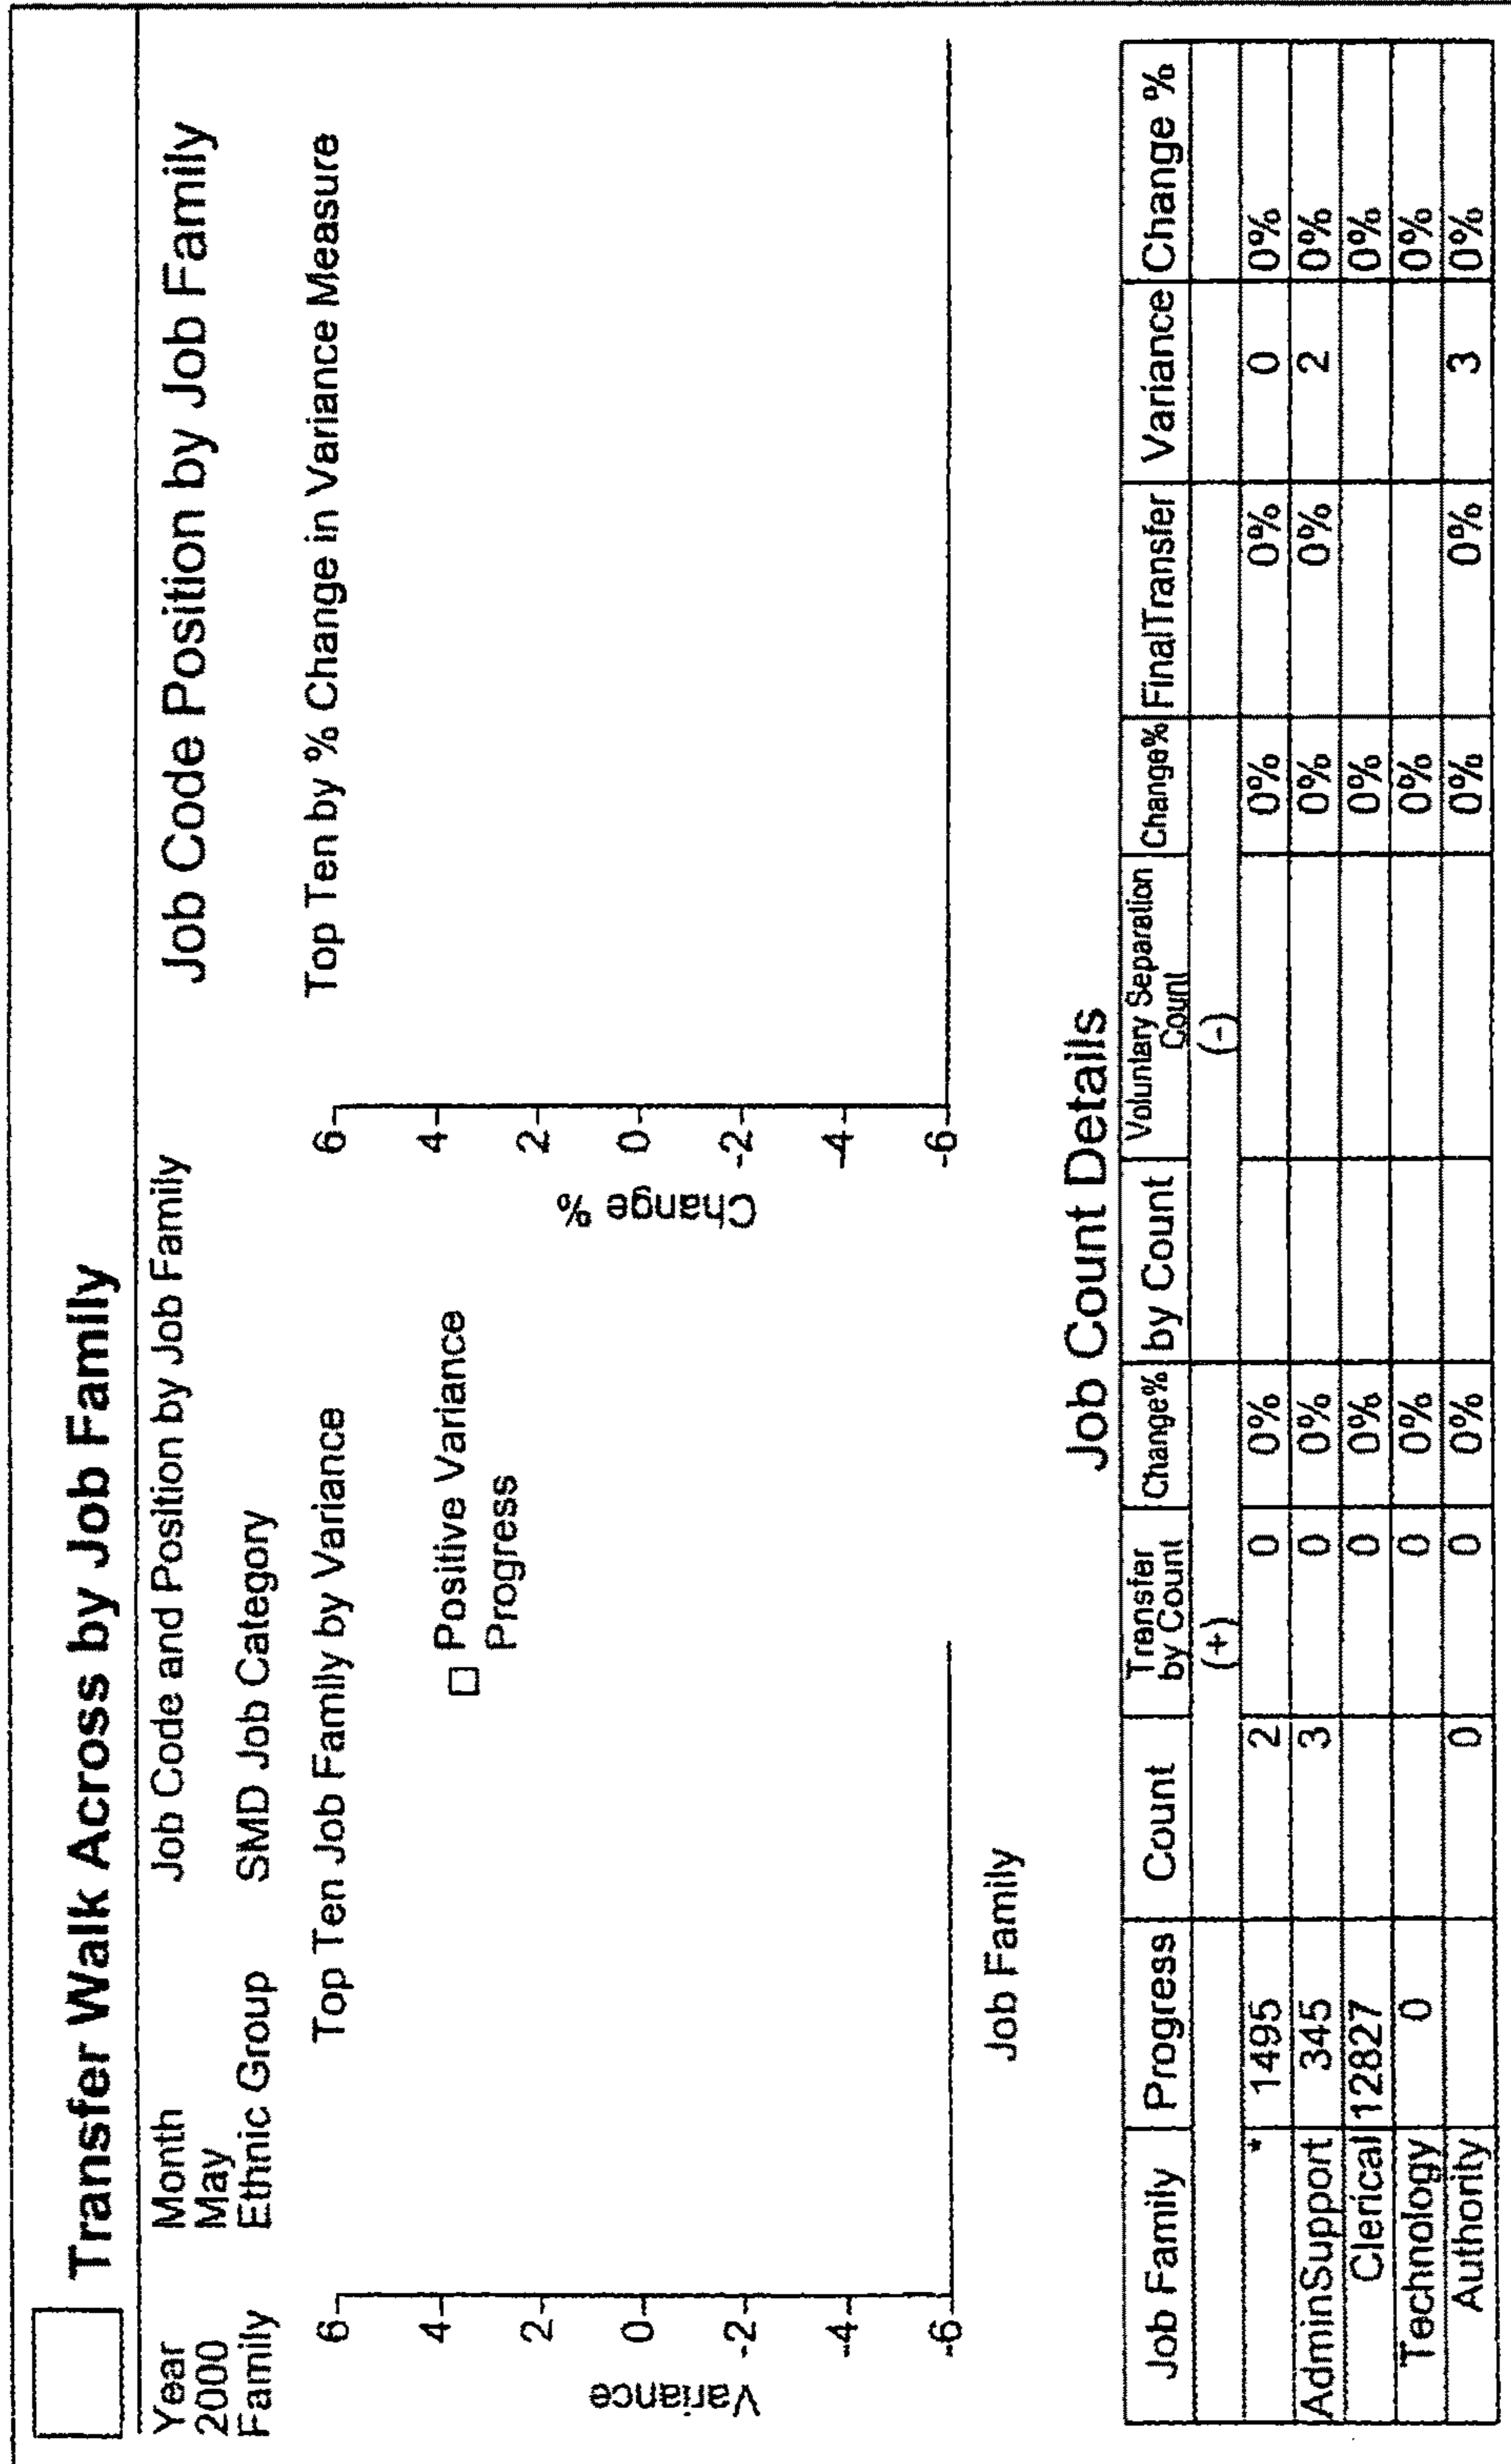 Transfer Walk Across by Job Family
Year Month Job Code and Position by Job Family Job Code Position by Job Family
2000 May
Family Ethnic Group SMD Job Category
Top Ten Job Family by Variance
6
4
2
0
-2
-4
-6
Variance
Positive Variance
Progress
Job Family
Top Ten by % Change in Variance Measure
6
4
2
0
-2
-4
-6
Change %
Job Count Details
Job Family Progress Count Transfer by Count Change% by Count Voluntary Separation Count Change% FinalTransfer Variance Change %
(+) (-)
* 1495 2 0 0% 0% 0% 0 0%
AdminSupport 345 3 0 0% 0% 0% 2 0%
Clerical 12827 0 0% 0% 0%
Technology 0 0 0% 0% 0%
Authority 0 0 0% 0% 0% 3 0%